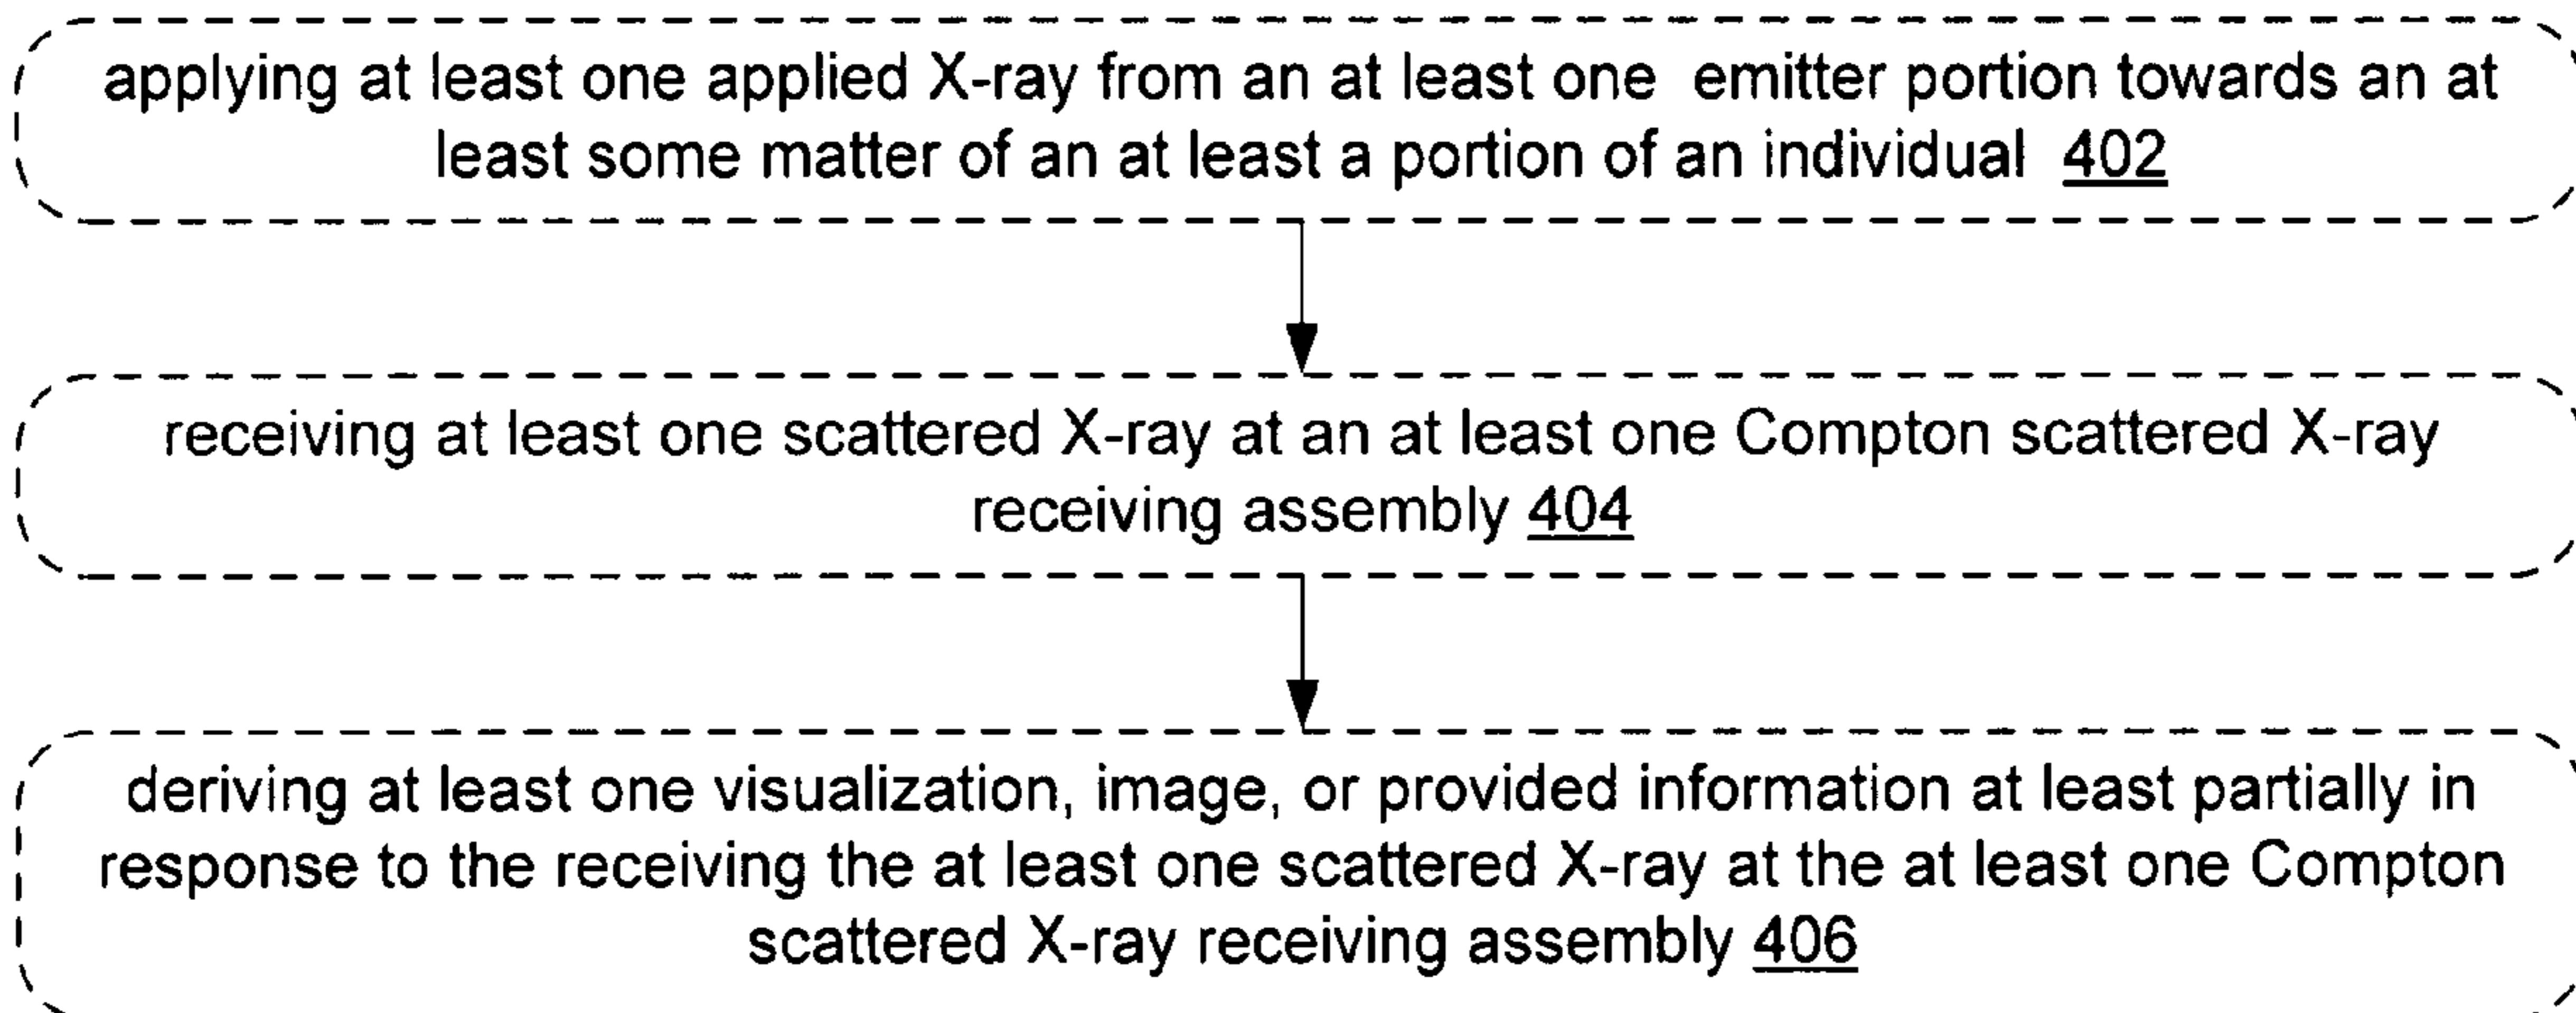 applying at least one applied X-ray from an at least one emitter portion towards an at
least some matter of an at least a portion of an individual 402
receiving at least one scattered X-ray at an at least one Compton scattered X-ray
receiving assembly 404
deriving at least one visualization, image, or provided information at least partially in
response to the receiving the at least one scattered X-ray at the at least one Compton
scattered X-ray receiving assembly 406